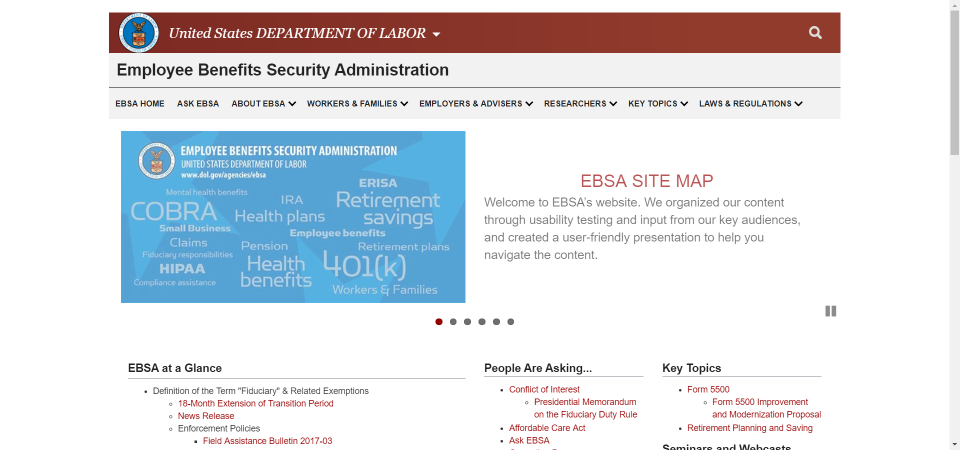 United States DEPARTMENT OF LABOR
Employee Benefits Security Administration
EBSA HOME ASK EBSA ABOUT EBSA WORKERS & FAMILIES EMPLOYERS & ADVISERS RESEARCHERS KEY TOPICS LAWS & REGULATIONS
EMPLOYEE BENEFITS SECURITY ADMINISTRATION
UNITED STATES DEPARTMENT OF LABOR
www.dol.gov/agencies/ebsa
Mental health benefits
ERISA
IRA
Retirement savings
COBRA
Health plans
Small Business
Employee benefits
Claims
Pension
Retirement plans
Fiduciary responsibilities
401(k)
HIPAA
Health benefits
Compliance assistance
Workers & Families
EBSA SITE MAP
Welcome to EBSA's website. We organized our content
through usability testing and input from our key audiences,
and created a user-friendly presentation to help you
navigate the content.
EBSA at a Glance
Definition of the Term "Fiduciary" & Related Exemptions
18-Month Extension of Transition Period
News Release
Enforcement Policies
Field Assistance Bulletin 2017-03
People Are Asking...
Conflict of Interest
Presidential Memorandum
on the Fiduciary Duty Rule
Affordable Care Act
Ask EBSA
Key Topics
Form 5500
Form 5500 Improvement
and Modernization Proposal
Retirement Planning and Saving
Seminars and Webcasts